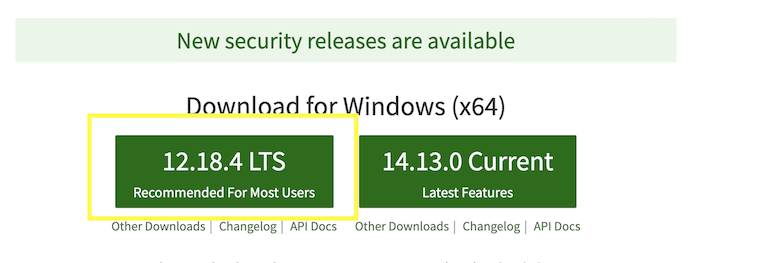 New security releases are available
Download for Windows (x64)
12.18.4 LTS
Recommended For Most Users
14.13.0 Current
Latest Features
Other Downloads | Changelog | API Docs
Other Downloads | Changelog | API Docs